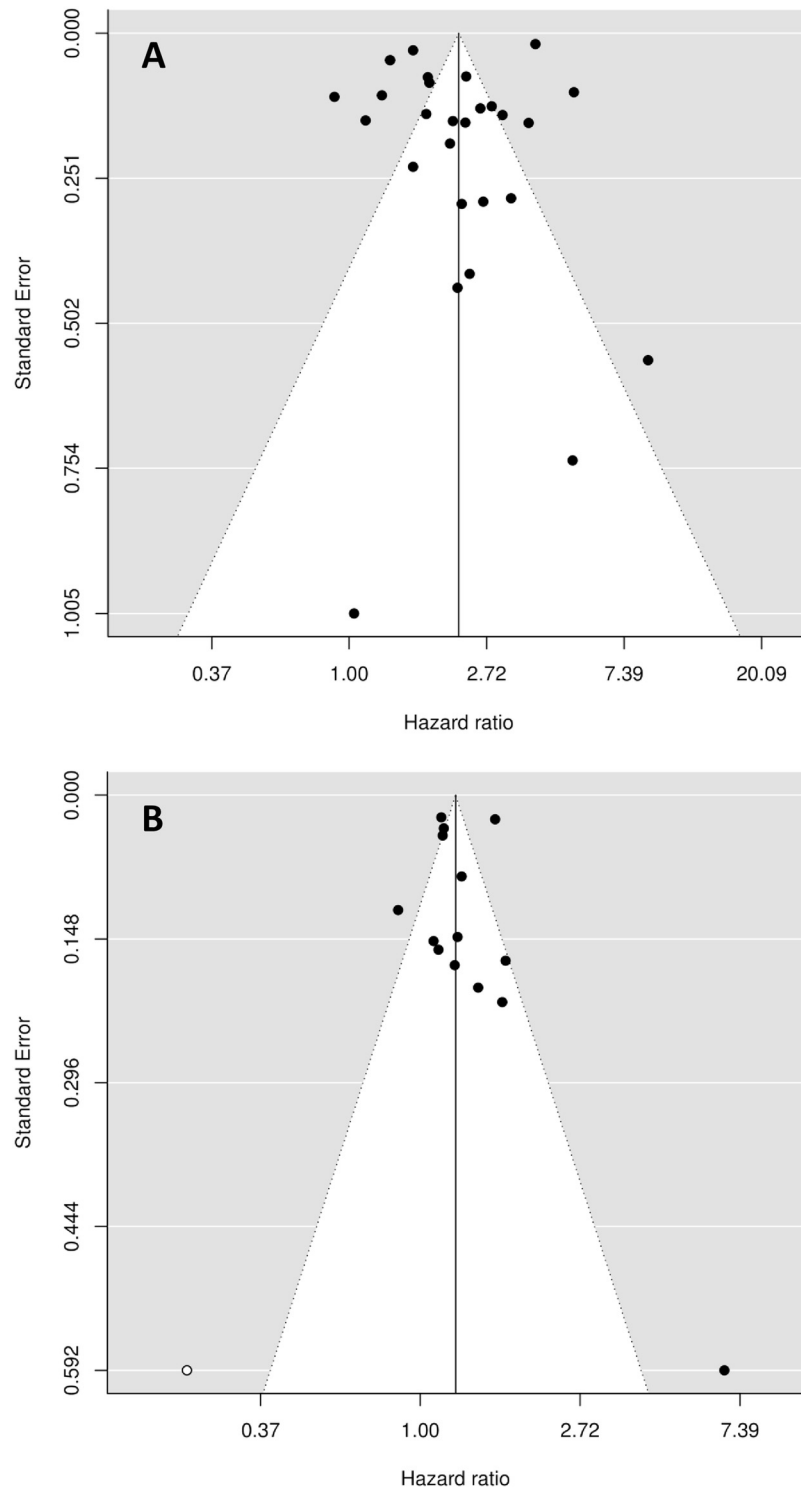 A
0.000
0.251
0.502
0.754
1.005
Standard Error
0.37 1.00 2.72 7.39 20.09
Hazard ratio
B
0.000
0.148
0.296
0.444
0.592
Standard Error
0.37 1.00 2.72 7.39
Hazard ratio